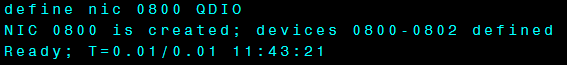 define nic 0800 QDIO
NIC 0800 is created; devices 0800-0802 defined
Ready; T=0.01/0.01 11:43:21